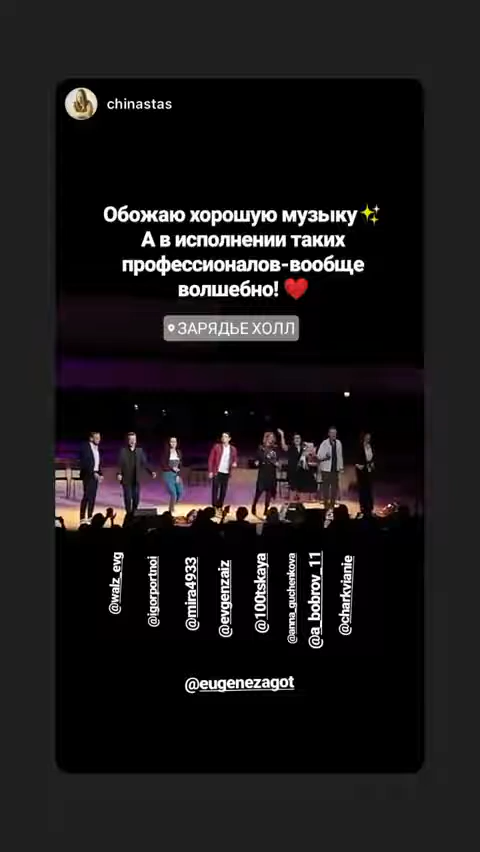 chinastas
Обожаю хорошую музыку✨
А в исполнении таких
профессионалов-вообще
волшебно! ❤️
ЗАРЯДЬЕ ХОЛЛ
@walz_evg
@igorportnoi
@mira4933
@evgenzaiz
@100tskaya
@anna_guchenkova
@a_bobrov_11
@charkvianie
@eugenezagot